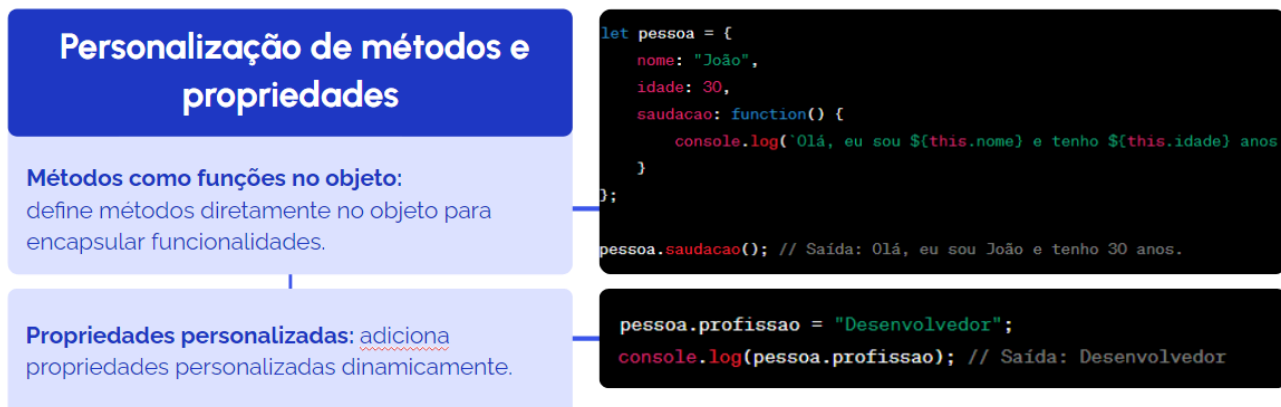 Personalização de métodos e
propriedades
Métodos como funções no objeto:
define métodos diretamente no objeto para
encapsular funcionalidades.
Propriedades personalizadas: adiciona
propriedades personalizadas dinamicamente.
let pessoa = {
    nome: "João",
    idade: 30,
    saudacao: function() {
        console.log(`Olá, eu sou ${this.nome} e tenho ${this.idade} anos
    }
};
pessoa.saudacao(); // Saída: Olá, eu sou João e tenho 30 anos.
pessoa.profissao = "Desenvolvedor";
console.log(pessoa.profissao); // Saída: Desenvolvedor